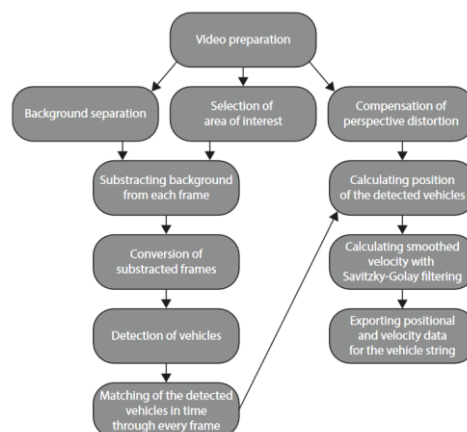 Video preparation
Background separation
Selection of
area of interest
Compensation of
perspective distortion
Substracting background
from each frame
Calculating position
of the detected vehicles
Conversion of
substracted frames
Calculating smoothed
velocity with
Savitzky-Golay filtering
Detection of vehicles
Exporting positional
and velocity data
for the vehicle string
Matching of the detected
vehicles in time
through every frame